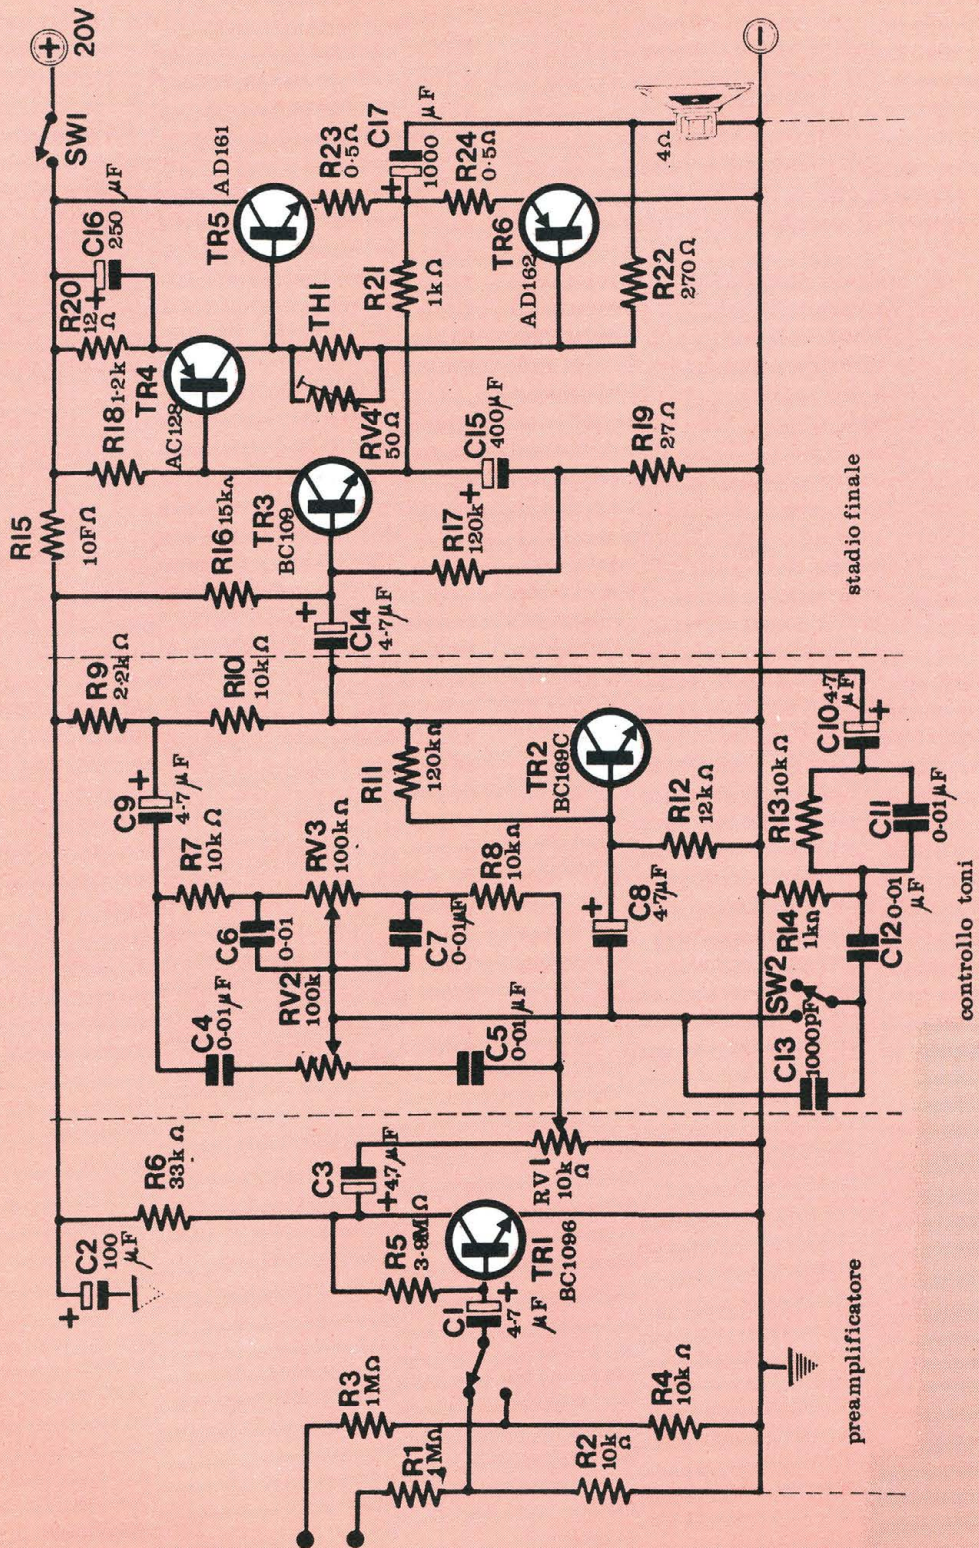 SW1
20V
+
R15
10FΩ
R20
12
Ω
C16
250
μF
R18
1·2k
TR4
AC128
TR5
AD161
R23
0·5Ω
TH1
RV4
50Ω
R21
1kΩ
C17
1000
μF
R24
0·5Ω
4Ω
TR6
AD162
R22
270Ω
R16
15kΩ
TR3
BC109
C15
400μF
R17
120k
R19
27Ω
C14
4·7μF
stadio finale
R9
2·2kΩ
R10
10kΩ
C9
4·7μF
R7
10kΩ
RV3
100kΩ
R11
120kΩ
TR2
BC169C
R12
12kΩ
R8
10kΩ
C6
0·01
C7
0·01μF
C8
4·7μF
C4
0·01μF
RV2
100k
C5
0·01μF
C10
4·7
μF
R13
10kΩ
C11
0·01μF
R14
1kΩ
C12
0·01
μF
SW2
C13
1000pF
controllo toni
C2
100
μF
R6
33kΩ
C3
4,7μF
RV1
10k
Ω
R5
TR1
BC1096
C1
4·7
μF
R3
1MΩ
R1
1MΩ
R4
10kΩ
R2
10k
Ω
preamplificatore